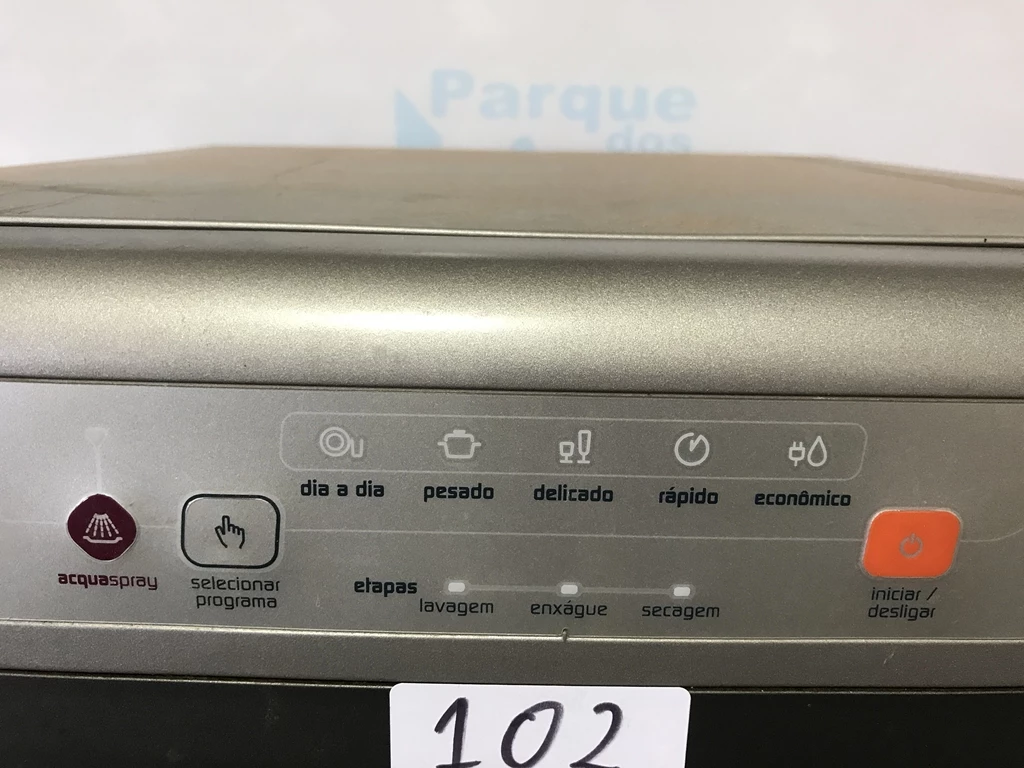 Parque
dos
dia a dia pesado delicado rápido econômico
acquaspray
selecionar
programa
etapas
lavagem enxágue secagem
iniciar /
desligar
102